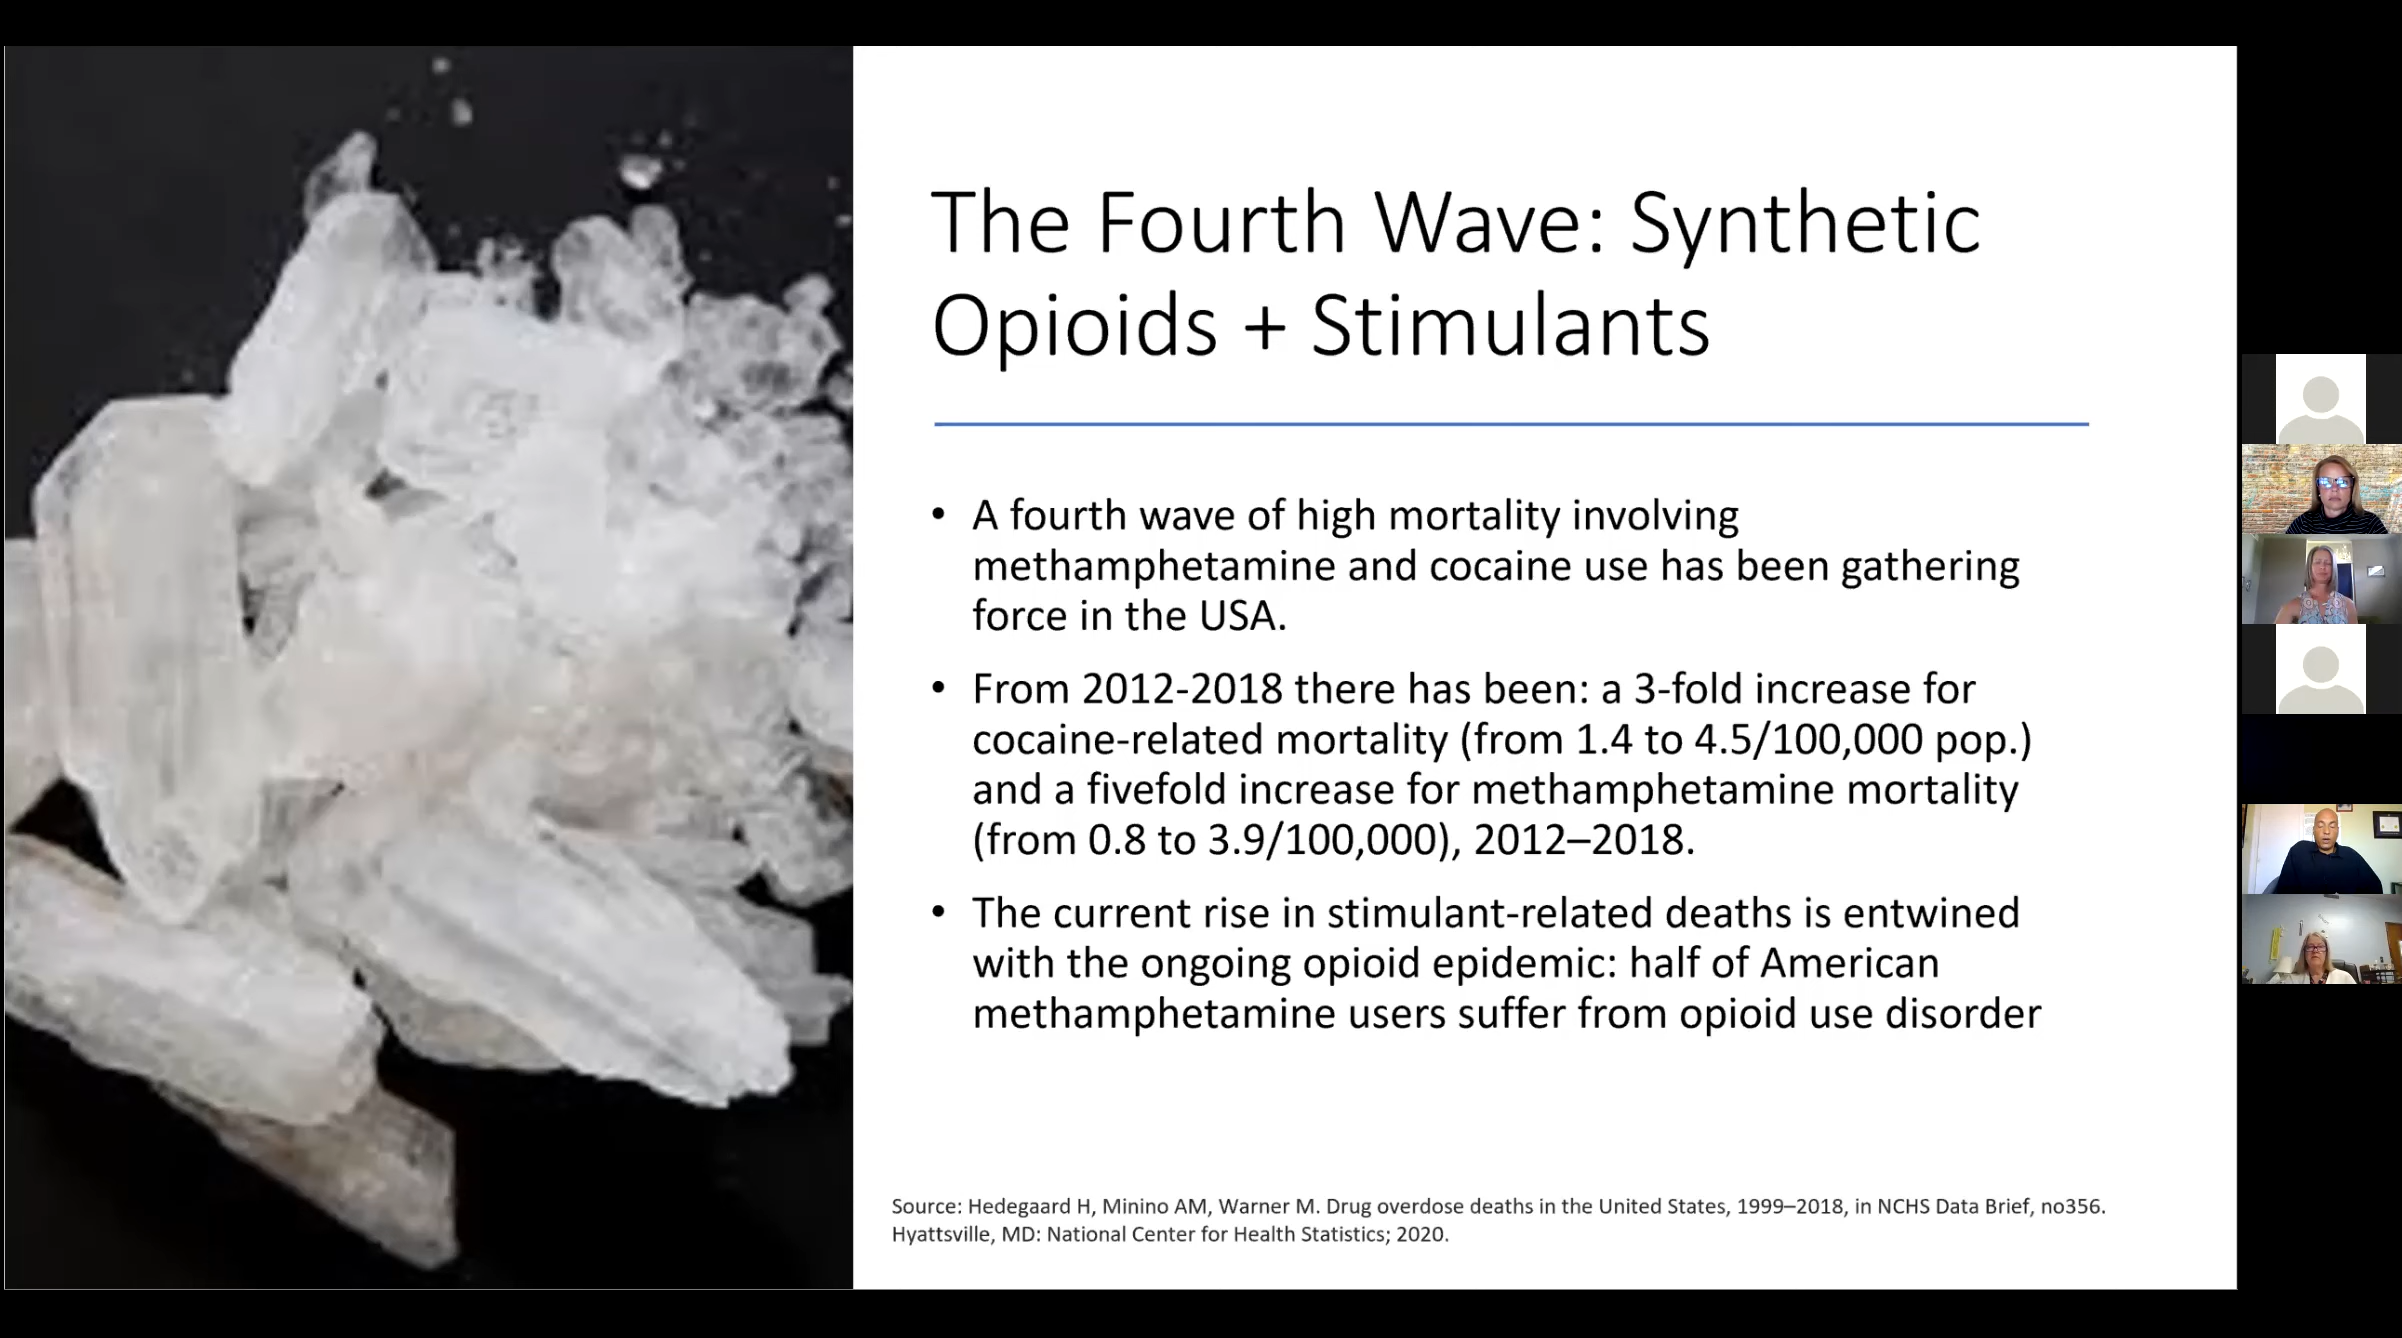 The Fourth Wave: Synthetic
Opioids + Stimulants
• A fourth wave of high mortality involving
methamphetamine and cocaine use has been gathering
force in the USA.
• From 2012-2018 there has been: a 3-fold increase for
cocaine-related mortality (from 1.4 to 4.5/100,000 pop.)
and a fivefold increase for methamphetamine mortality
(from 0.8 to 3.9/100,000), 2012–2018.
• The current rise in stimulant-related deaths is entwined
with the ongoing opioid epidemic: half of American
methamphetamine users suffer from opioid use disorder
Source: Hedegaard H, Minino AM, Warner M. Drug overdose deaths in the United States, 1999–2018, in NCHS Data Brief, no356.
Hyattsville, MD: National Center for Health Statistics; 2020.